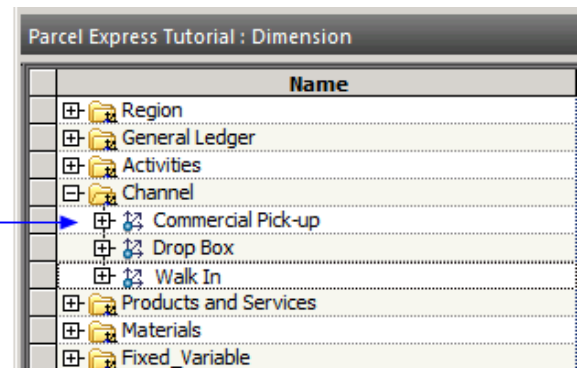 Parcel Express Tutorial : Dimension
Name
Region
General Ledger
Activities
Channel
Commercial Pick-up
Drop Box
Walk In
Products and Services
Materials
Fixed_Variable